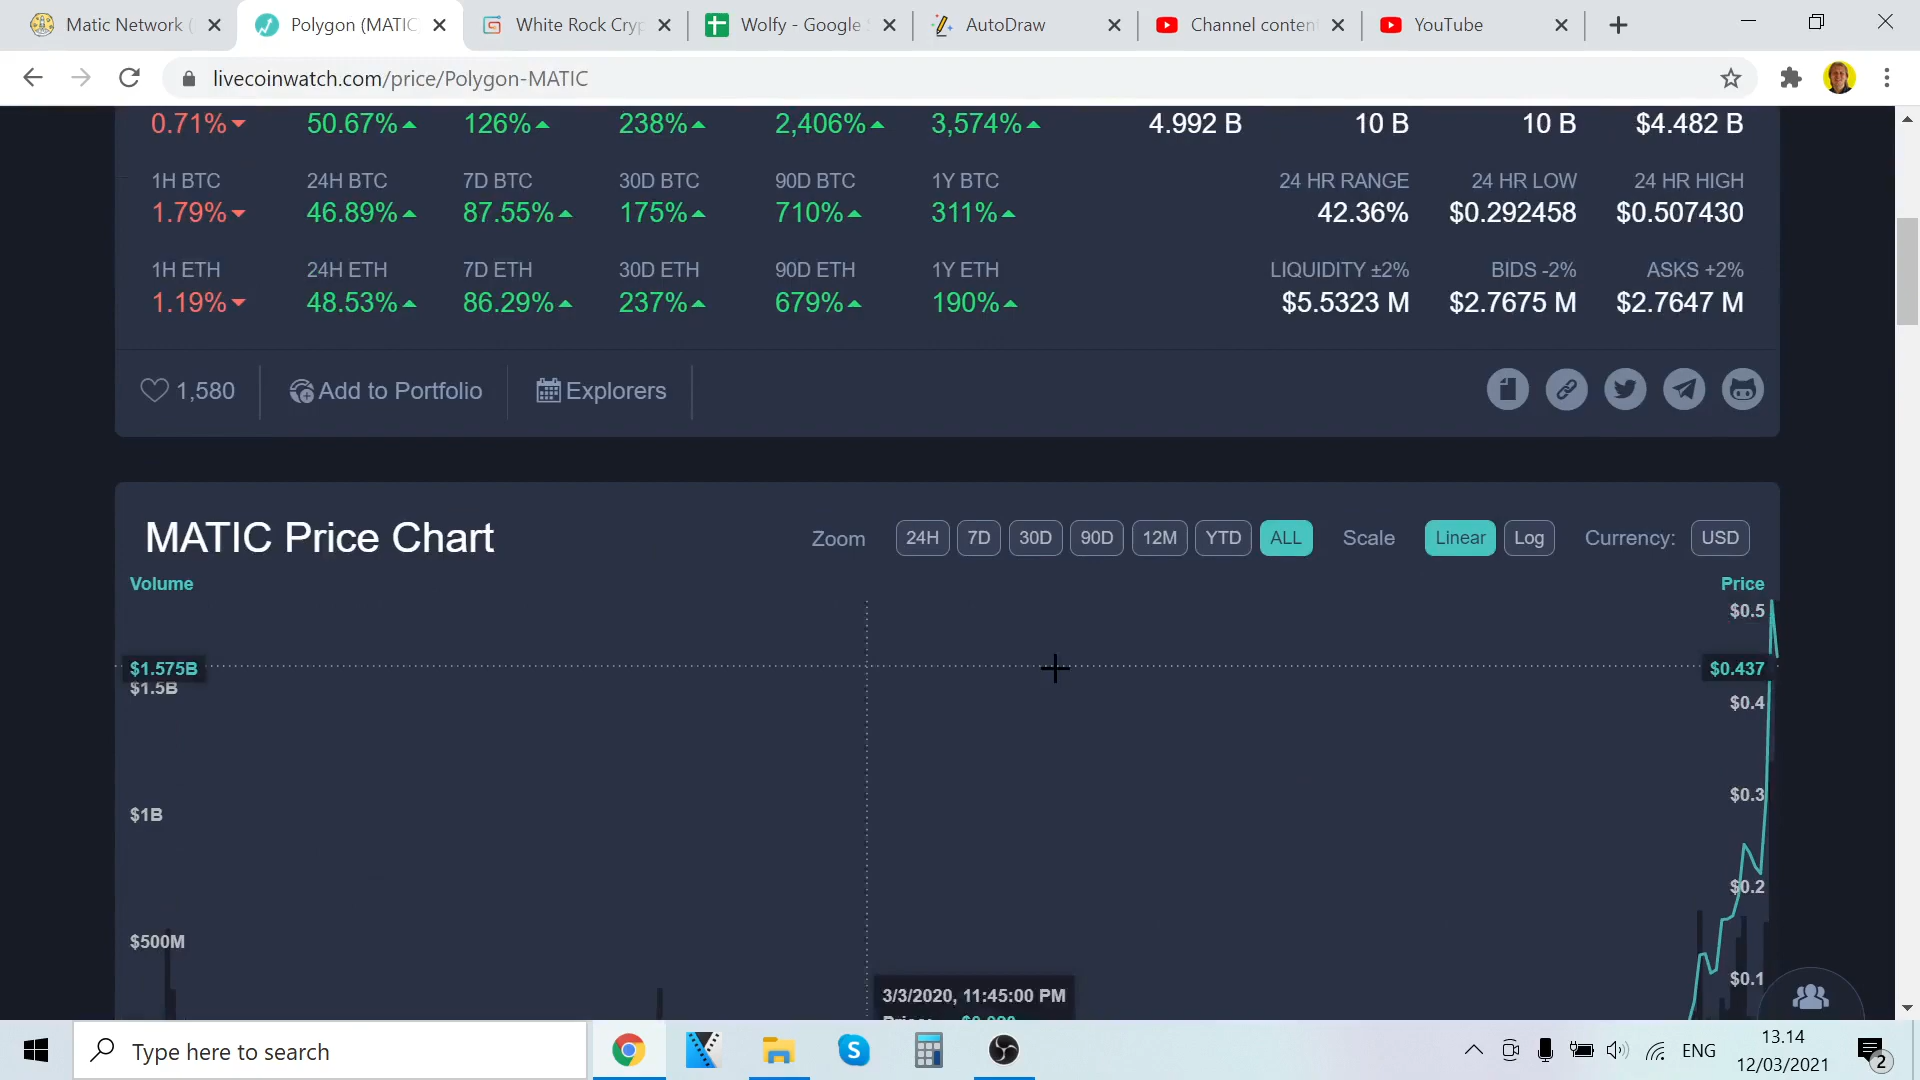 Matic Network (
Polygon (MATIC
White Rock Cryp
Wolfy - Google S
AutoDraw
Channel content
YouTube
livecoinwatch.com/price/Polygon-MATIC
0.71% 50.67% 126% 238% 2,406% 3,574% 4.992 B 10 B 10 B $4.482 B
1H BTC 24H BTC 7D BTC 30D BTC 90D BTC 1Y BTC 24 HR RANGE 24 HR LOW 24 HR HIGH
1.79% 46.89% 87.55% 175% 710% 311% 42.36% $0.292458 $0.507430
1H ETH 24H ETH 7D ETH 30D ETH 90D ETH 1Y ETH LIQUIDITY ±2% BIDS -2% ASKS +2%
1.19% 48.53% 86.29% 237% 679% 190% $5.5323 M $2.7675 M $2.7647 M
1,580 Add to Portfolio Explorers
MATIC Price Chart Zoom 24H 7D 30D 90D 12M YTD ALL Scale Linear Log Currency: USD
Volume Price
$0.5
$1.575B $0.437
$1.5B
$0.4
$0.3
$1B
$0.2
$500M
$0.1
3/3/2020, 11:45:00 PM
Type here to search
ENG
13.14
12/03/2021
2